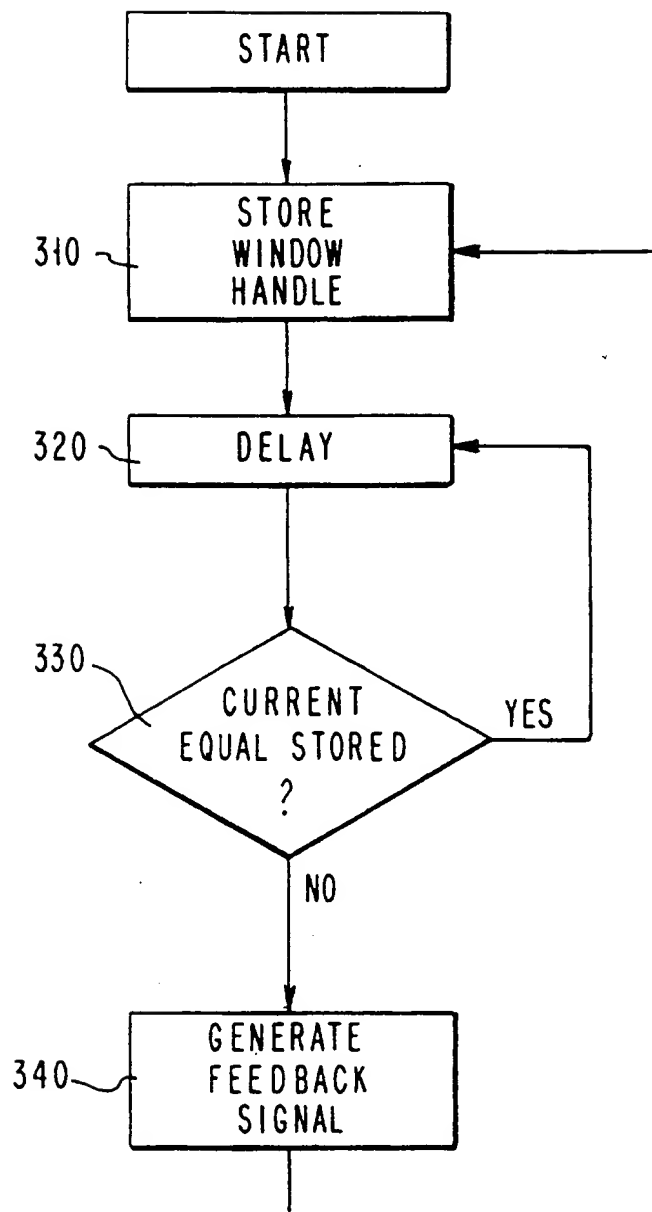 START
310
STORE
WINDOW
HANDLE
320
DELAY
330
CURRENT
EQUAL STORED
?
YES
NO
340
GENERATE
FEEDBACK
SIGNAL